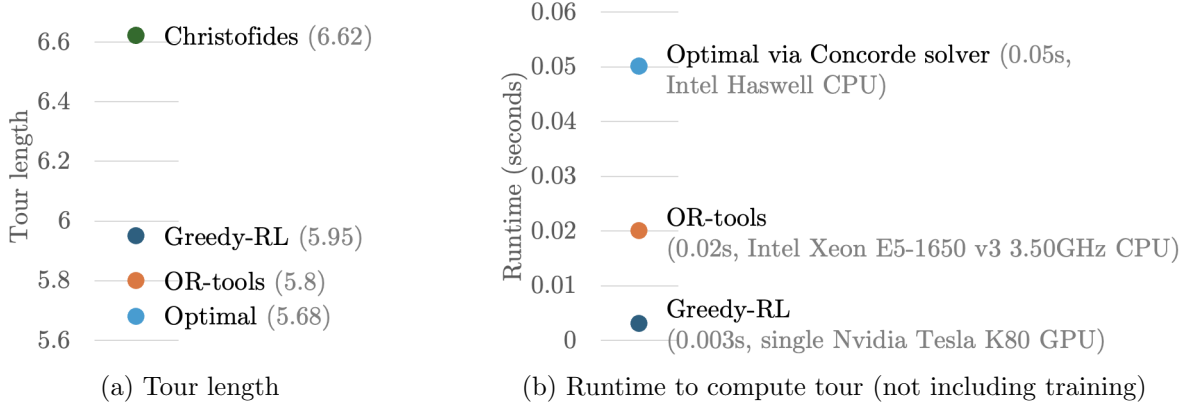 Tour length
6.6
6.4
6.2
6
5.8
5.6
Christofides (6.62)
Greedy-RL (5.95)
OR-tools (5.8)
Optimal (5.68)
(a) Tour length
Runtime (seconds)
0.06
0.05
0.04
0.03
0.02
0.01
0
Optimal via Concorde solver (0.05s,
Intel Haswell CPU)
OR-tools
(0.02s, Intel Xeon E5-1650 v3 3.50GHz CPU)
Greedy-RL
(0.003s, single Nvidia Tesla K80 GPU)
(b) Runtime to compute tour (not including training)